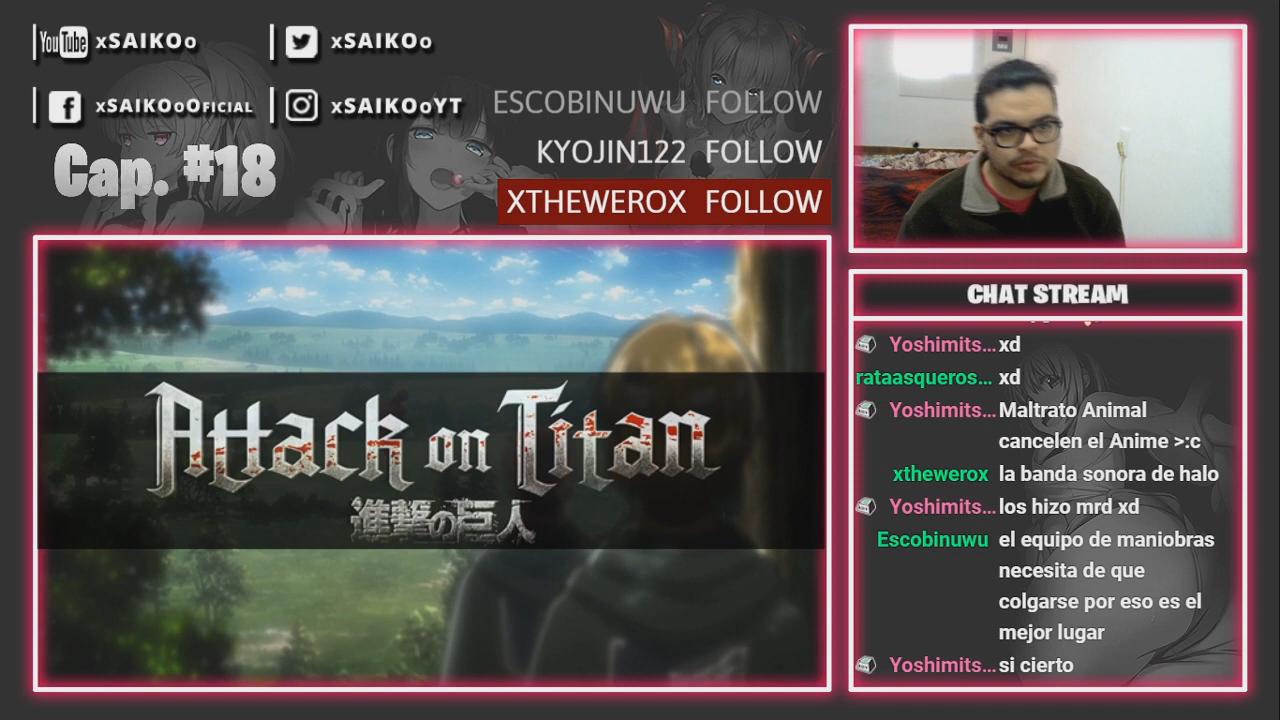 YouTube xSAIKOo
xSAIKOo
xSAIKOoOFICIAL
xSAIKOoYT
Cap. #18
ESCOBINUWU FOLLOW
KYOJIN122 FOLLOW
XTHEWEROX FOLLOW
Attack on Titan
進撃の巨人
CHAT STREAM
Yoshimits... xd
rataasqueros... xd
Yoshimits... Maltrato Animal
cancelen el Anime >:c
xthewerox la banda sonora de halo
Yoshimits... los hizo mrd xd
Escobinuwu el equipo de maniobras
necesita de que
colgarse por eso es el
mejor lugar
Yoshimits... si cierto